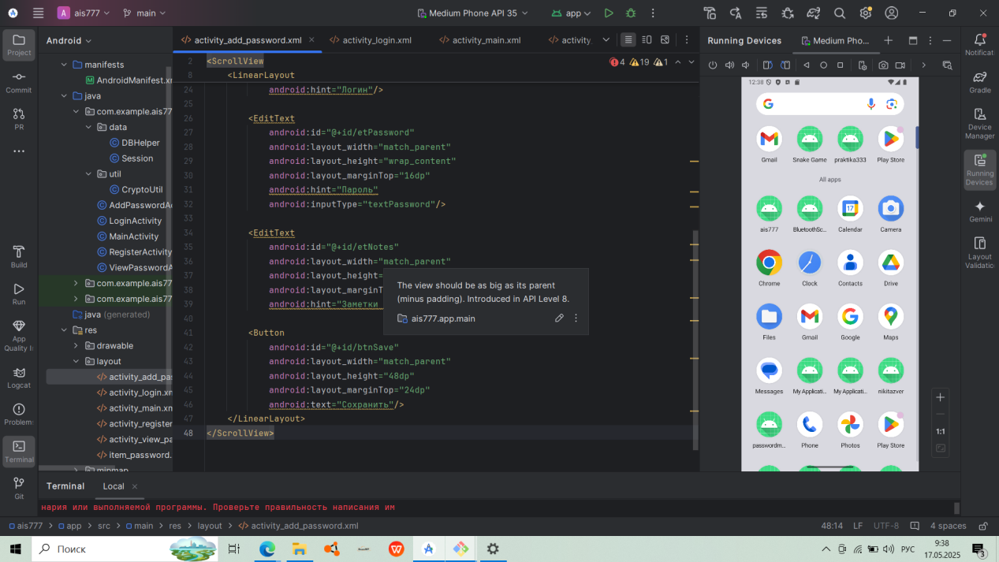 ais777
main
Medium Phone API 35
app
Android
activity_add_password.xml
activity_login.xml
activity_main.xml
activity
Running Devices
Medium Pho...
Project
Commit
PR
Build
Run
App
Quality I
Logcat
Problem:
Terminal
Git
manifests
AndroidManifest.xr
java
com.example.ais77
data
DBHelper
Session
util
CryptoUtil
AddPasswordA
LoginActivity
MainActivity
RegisterActivity
ViewPasswordA
com.example.ais77
com.example.ais77
java (generated)
res
drawable
layout
activity_add_pa
activity_login.xn
activity_main.xn
activity_register
activity_view_pa
item_password.
mipmap
4 19 1
2 <ScrollView
8 <LinearLayout
24 android:hint="Логин"/>
25
26 <EditText
27 android:id="@+id/etPassword"
28 android:layout_width="match_parent"
29 android:layout_height="wrap_content"
30 android:layout_marginTop="16dp"
31 android:hint="Пароль"
32 android:inputType="textPassword"/>
33
34 <EditText
35 android:id="@+id/etNotes"
36 android:layout_width="match_parent"
37 android:layout_height=
38 android:layout_marginT
39 android:hint="Заметки
40
41 <Button
42 android:id="@+id/btnSave"
43 android:layout_width="match_parent"
44 android:layout_height="48dp"
45 android:layout_marginTop="24dp"
46 android:text="Сохранить"/>
47 </LinearLayout>
48 </ScrollView>
The view should be as big as its parent
(minus padding). Introduced in API Level 8.
ais777.app.main
12:38
Gmail Snake Game praktika333 Play Store
All apps
17
ais777 BluetoothSc... Calendar Camera
Chrome Clock Contacts Drive
Files Gmail Google Maps
Messages My Applicati... My Applicati... nikitazver
passwordm... Phone Photos Play Store
1:1
Notificat
Gradle
Device
Manager
Running
Devices
Gemini
Layout
Validatio
Terminal
Local
нария или выполняемой программы. Проверьте правильность написания им
ais777 > app > src > main > res > layout > activity_add_password.xml
48:14 LF UTF-8 4 spaces
Поиск
РУС
9:38
17.05.2025
3